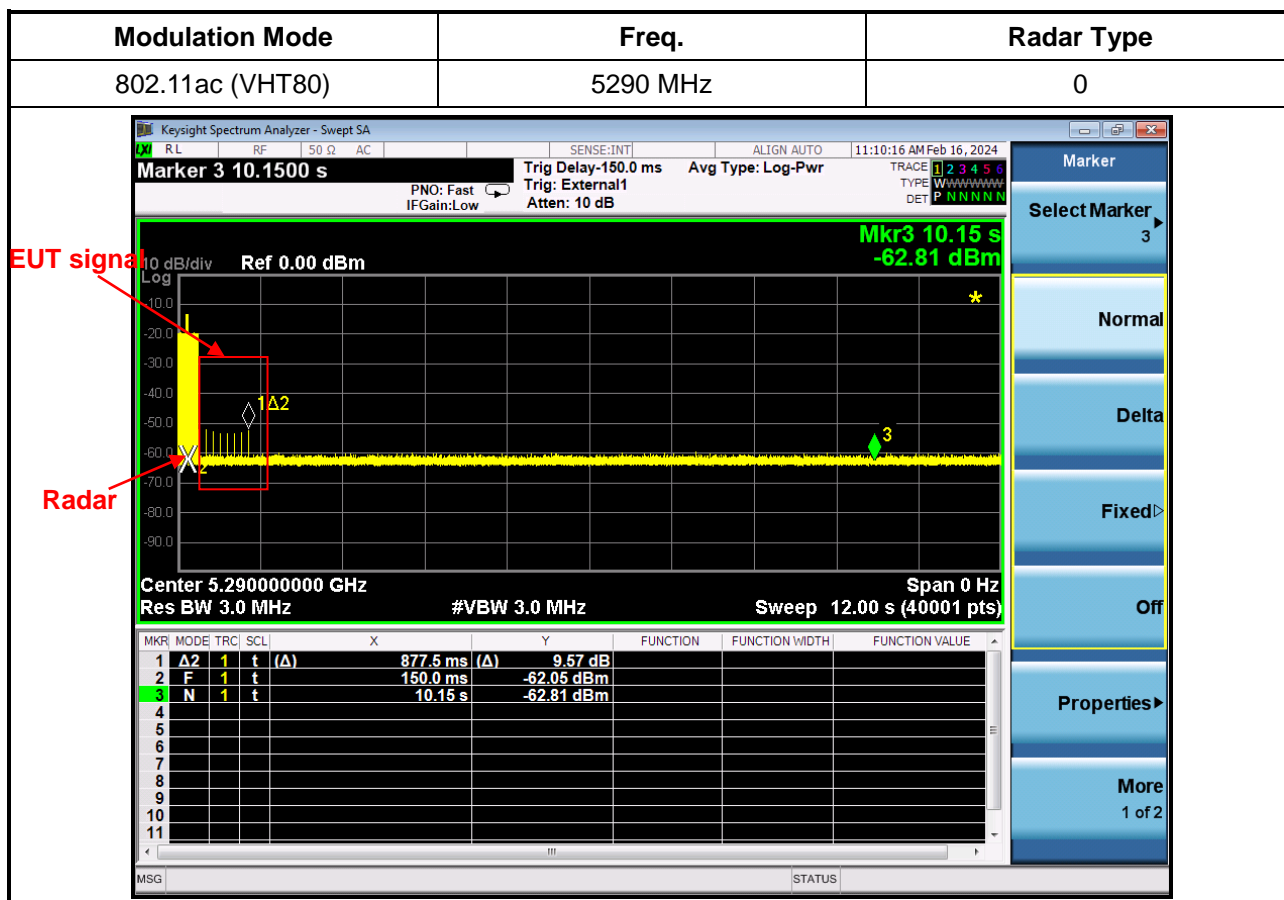 Modulation Mode Freq. Radar Type
802.11ac (VHT80) 5290 MHz 0
Keysight Spectrum Analyzer - Swept SA
LXI RL RF 50 Ω AC SENSE:INT ALIGN AUTO 11:10:16 AM Feb 16, 2024
Marker 3 10.1500 s
PNO: Fast
IFGain:Low
Trig Delay-150.0 ms
Trig: External1
Atten: 10 dB
Avg Type: Log-Pwr
TRACE 1 2 3 4 5 6
TYPE WWWWWW
DET P N N N N N
Mkr3 10.15 s
-62.81 dBm
EUT signal
10 dB/div Ref 0.00 dBm
Log
-10.0
-20.0
-30.0
-40.0
-50.0
-60.0
-70.0
-80.0
-90.0
1Δ2
3
2
*
X
Radar
Center 5.290000000 GHz Span 0 Hz
Res BW 3.0 MHz #VBW 3.0 MHz Sweep 12.00 s (40001 pts)
MKR MODE TRC SCL X Y FUNCTION FUNCTION WIDTH FUNCTION VALUE
1 Δ2 1 t (Δ) 877.5 ms (Δ) 9.57 dB
2 F 1 t 150.0 ms -62.05 dBm
3 N 1 t 10.15 s -62.81 dBm
4
5
6
7
8
9
10
11
MSG STATUS
Marker
Select Marker
3
Normal
Delta
Fixed
Off
Properties
More
1 of 2